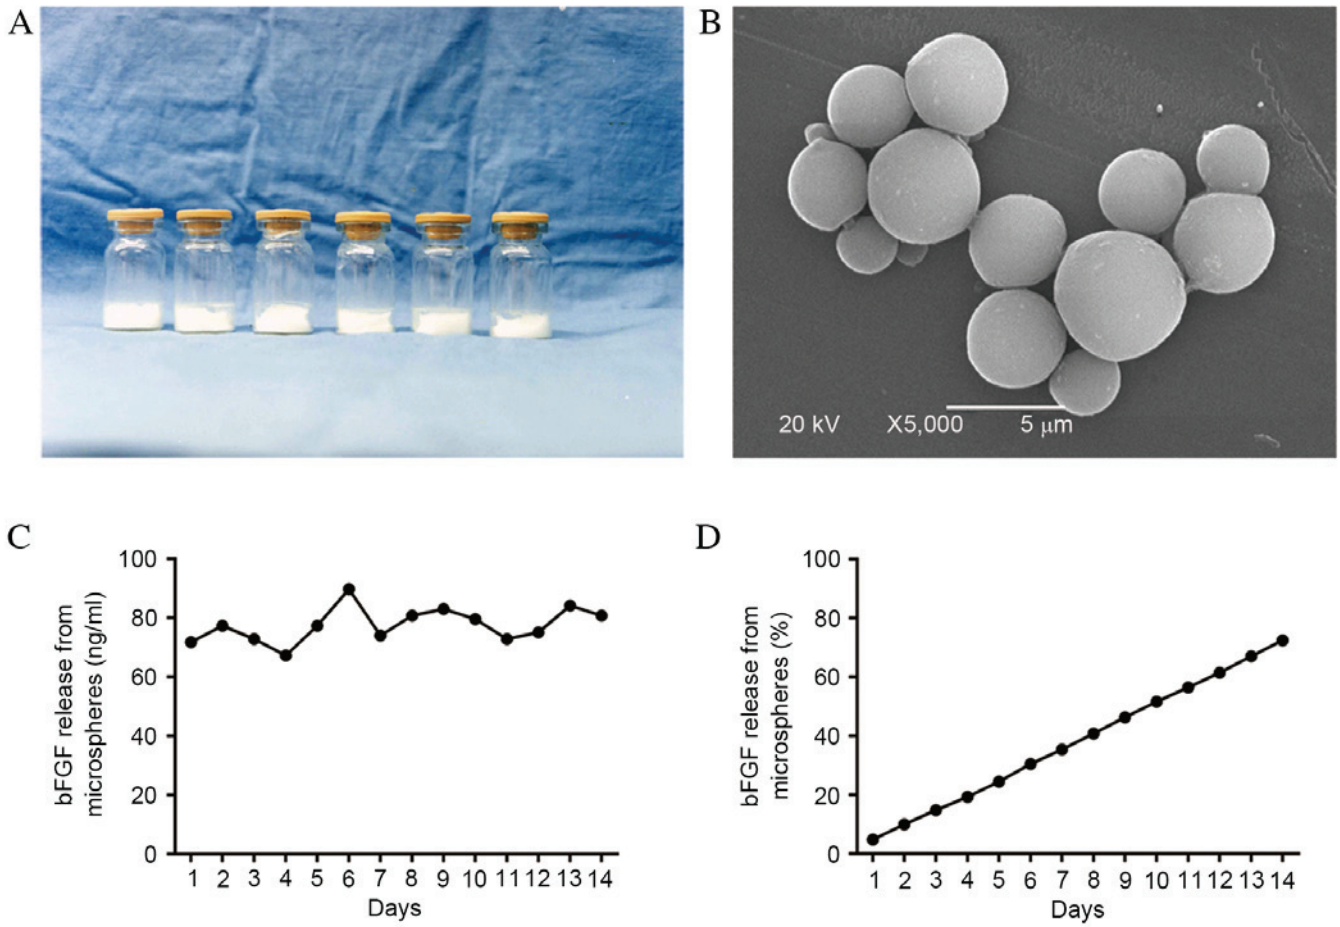 A
B
20 kV X5,000 5 μm
C
bFGF release from
microspheres (ng/ml)
100
80
60
40
20
0
1 2 3 4 5 6 7 8 9 10 11 12 13 14
Days
D
bFGF release from
microspheres (%)
100
80
60
40
20
0
1 2 3 4 5 6 7 8 9 10 11 12 13 14
Days